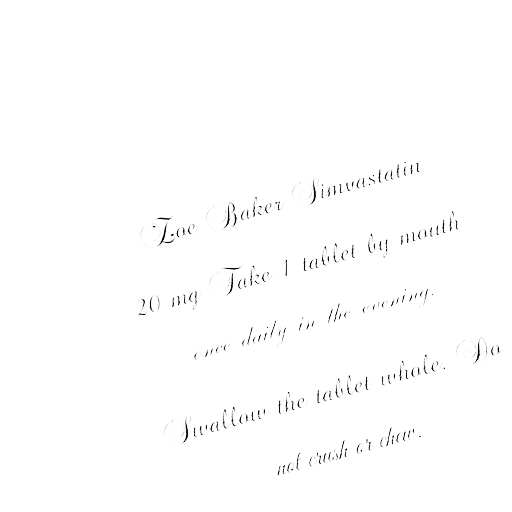 Zoe Baker Simvastatin
20 mg Take 1 tablet by mouth
once daily in the evening.
Swallow the tablet whole. Do
not crush or chew.